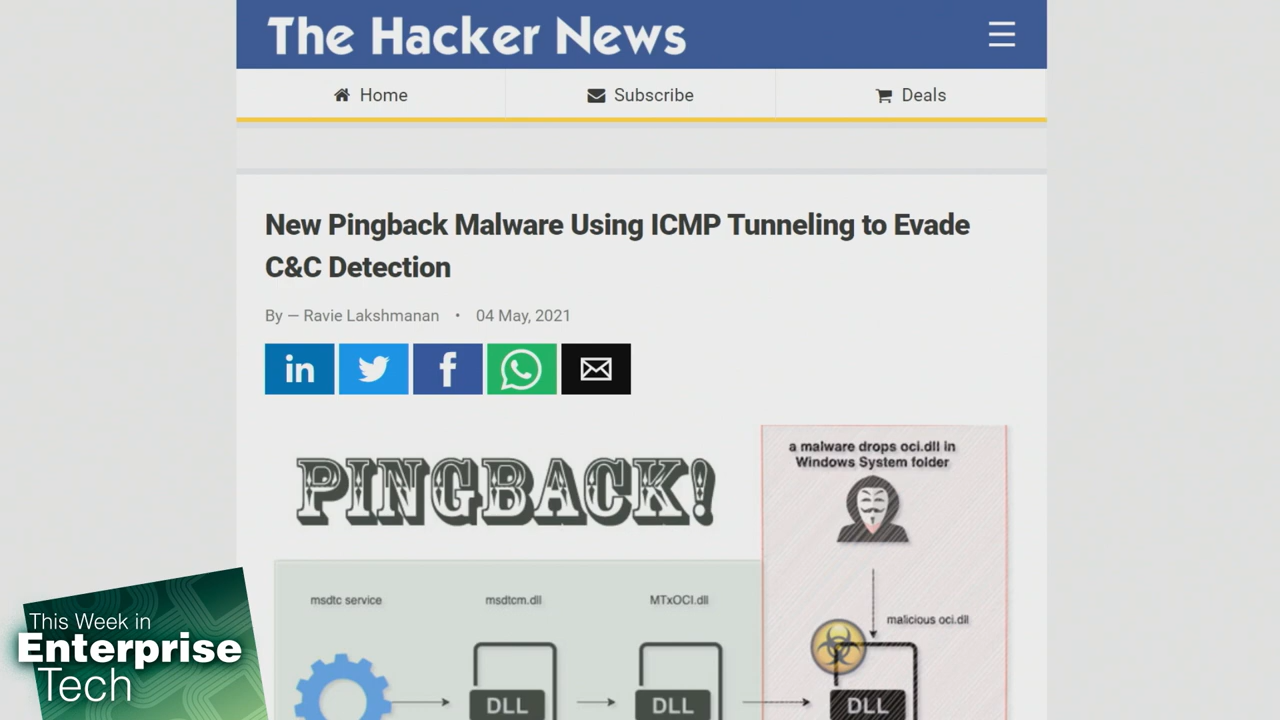 The Hacker News
Home
Subscribe
Deals
New Pingback Malware Using ICMP Tunneling to Evade
C&C Detection
By — Ravie Lakshmanan • 04 May, 2021
in
f
PINGBACK!
a malware drops oci.dll in
Windows System folder
msdtc service
msdtcm.dll
MTxOCI.dll
malicious oci.dll
DLL
DLL
DLL
This Week in
Enterprise
Tech